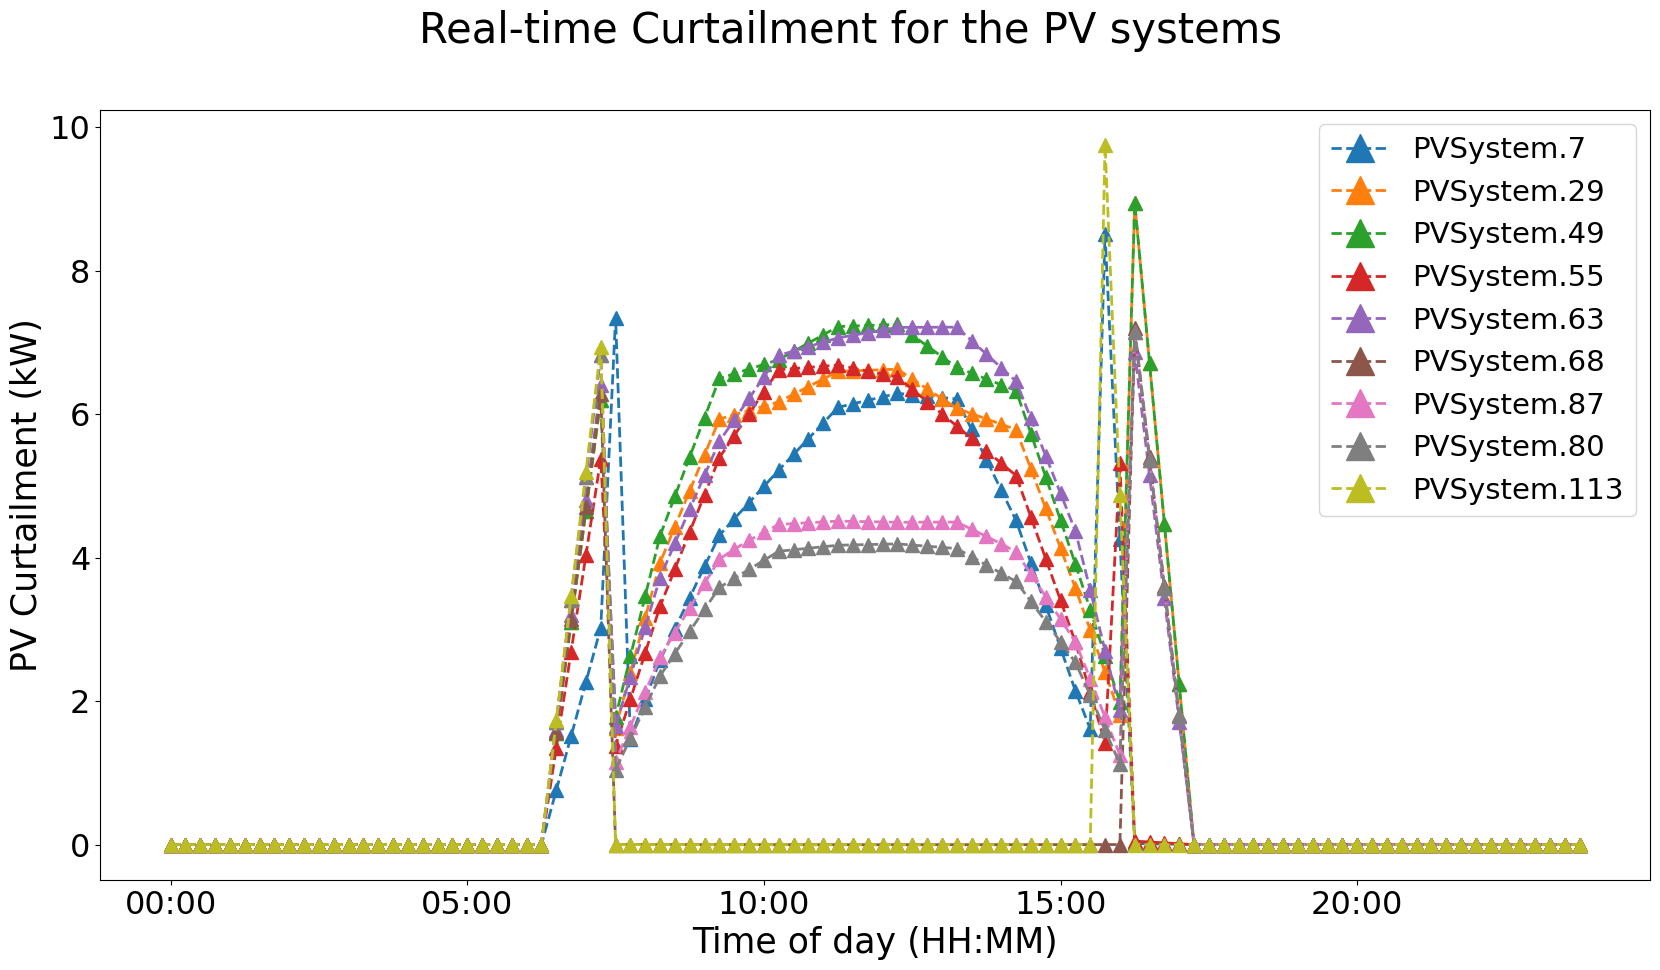 Real-time Curtailment for the PV systems
PV Curtailment (kW)
10
8
6
4
2
0
PVSystem.7
PVSystem.29
PVSystem.49
PVSystem.55
PVSystem.63
PVSystem.68
PVSystem.87
PVSystem.80
PVSystem.113
00:00 05:00 10:00 15:00 20:00
Time of day (HH:MM)